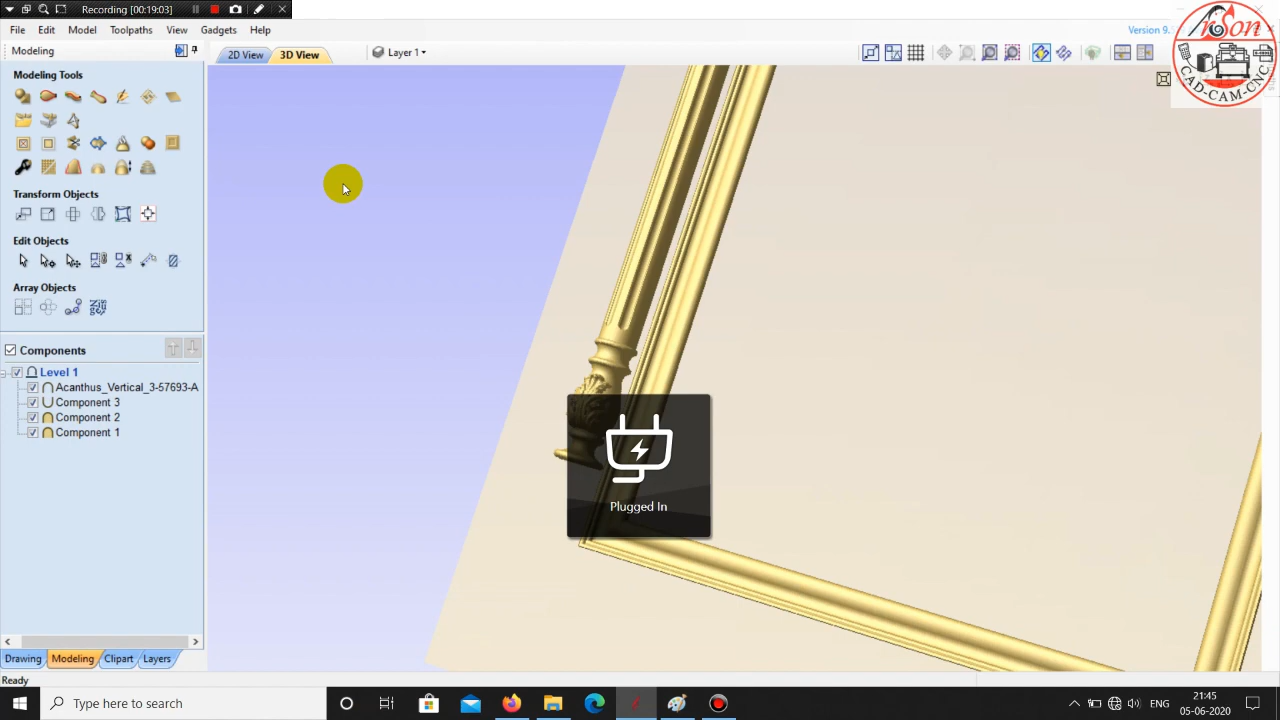 Recording [00:19:03]
File Edit Model Toolpaths View Gadgets Help
Version 9.
Modeling
2D View 3D View Layer 1
Modeling Tools
Transform Objects
Edit Objects
Array Objects
Components
Level 1
Acanthus_Vertical_3-57693-A
Component 3
Component 2
Component 1
Plugged In
CAD-CAM-CNC
Drawing Modeling Clipart Layers
Ready
Type here to search
ENG
21:45
05-06-2020